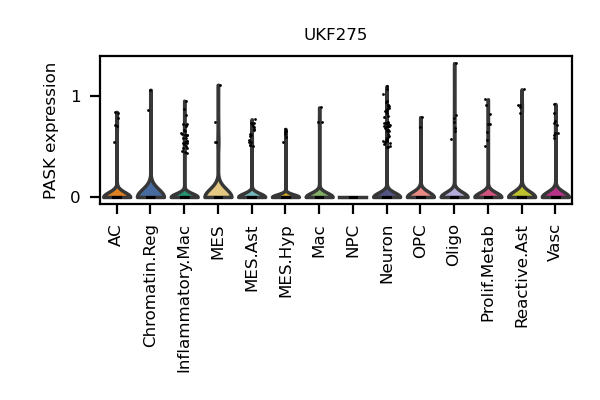 UKF275
PASK expression
1
0
AC
Chromatin.Reg
Inflammatory.Mac
MES
MES.Ast
MES.Hyp
Mac
NPC
Neuron
OPC
Oligo
Prolif.Metab
Reactive.Ast
Vasc